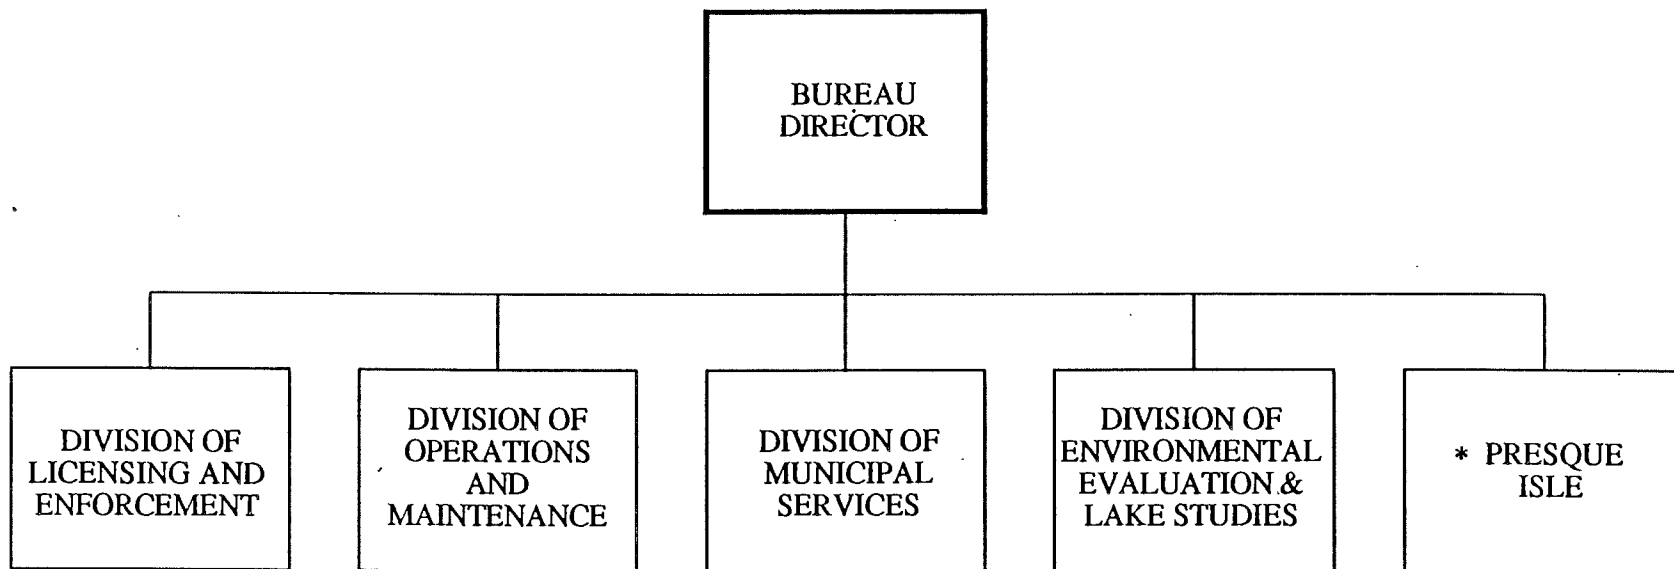 BUREAU
DIRECTOR
DIVISION OF
LICENSING AND
ENFORCEMENT
DIVISION OF
OPERATIONS
AND
MAINTENANCE
DIVISION OF
MUNICIPAL
SERVICES
DIVISION OF
ENVIRONMENTAL
EVALUATION &
LAKE STUDIES
* PRESQUE
ISLE